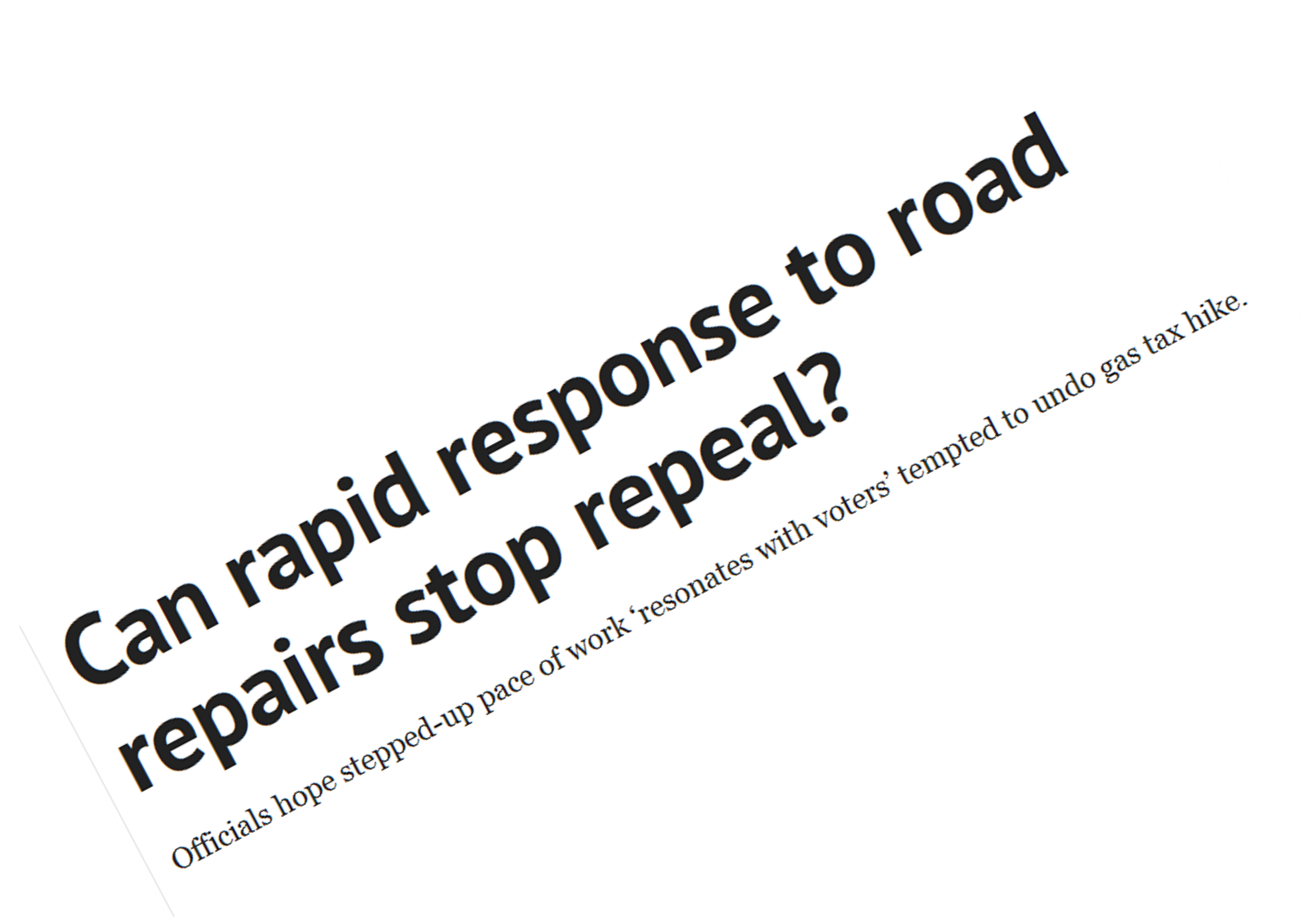 Can rapid response to road
repairs stop repeal?
Officials hope stepped-up pace of work ‘resonates with voters’ tempted to undo gas tax hike.